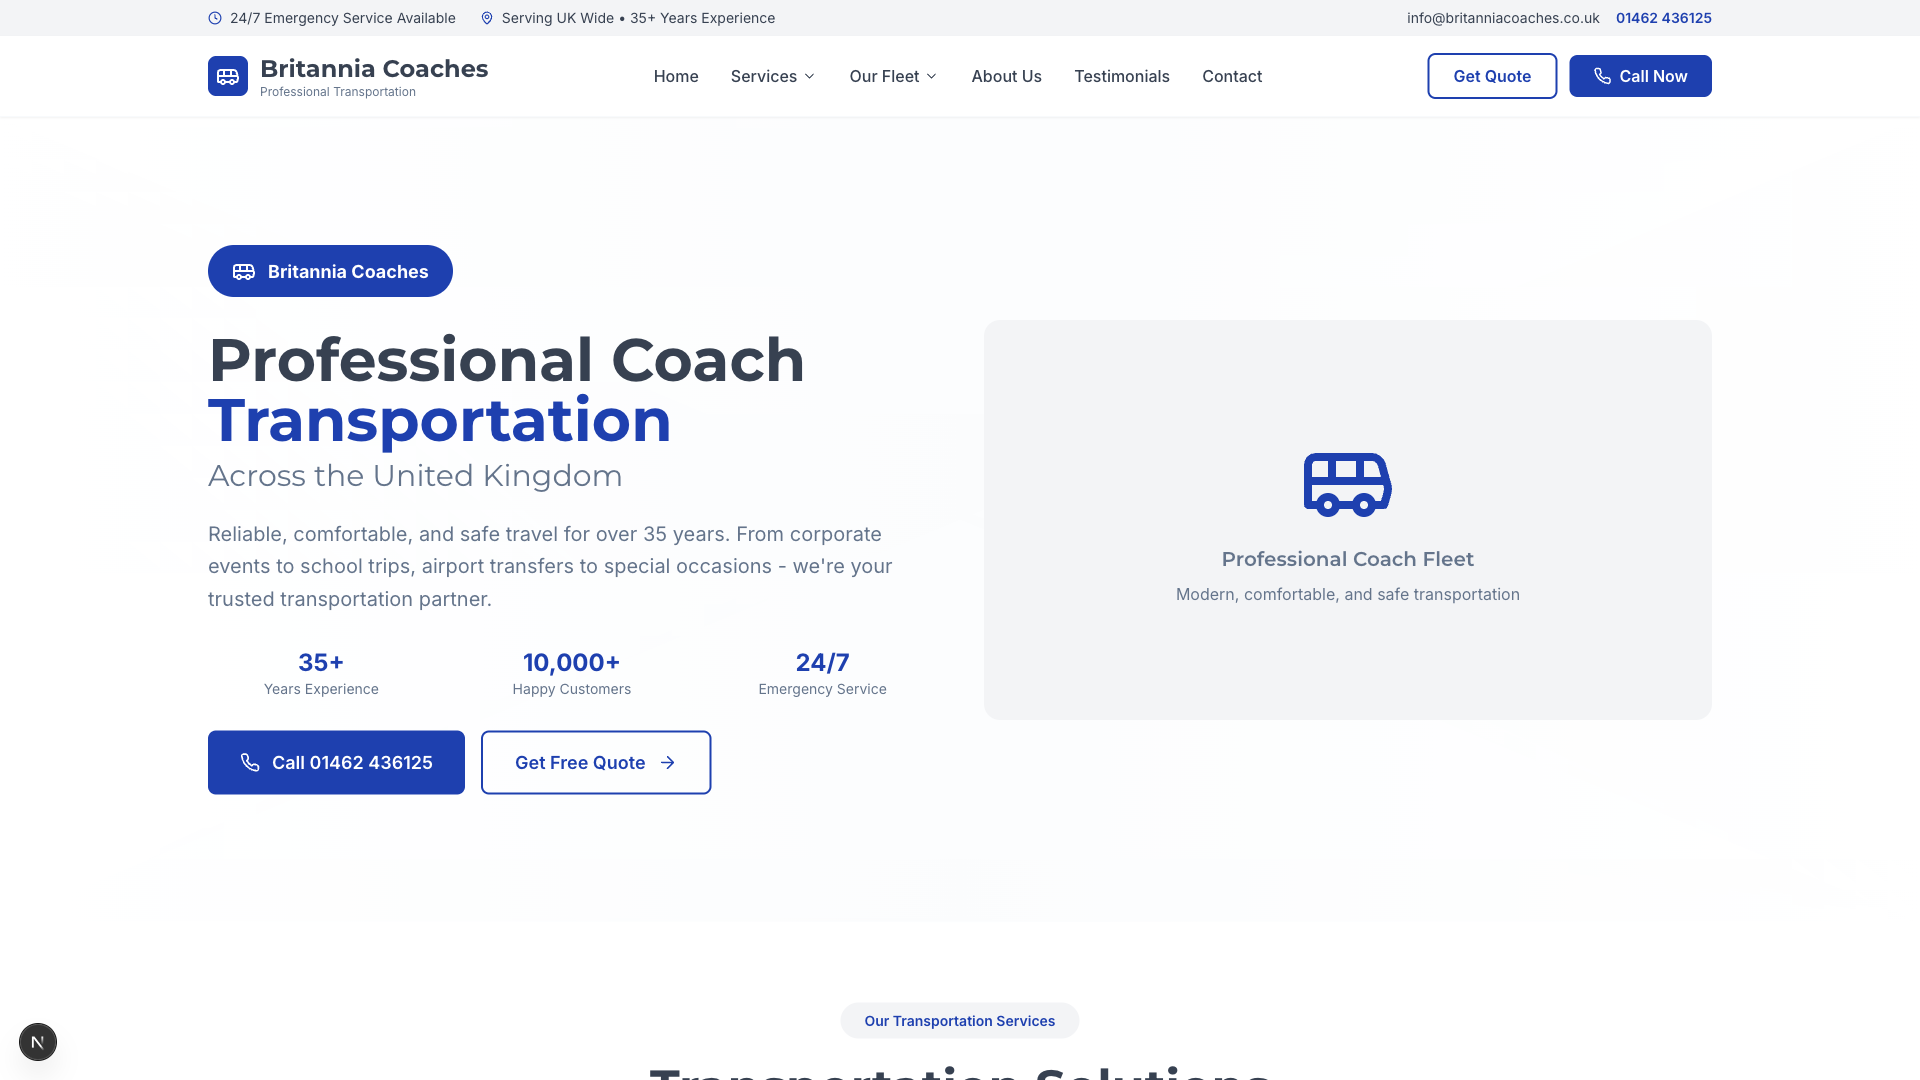 24/7 Emergency Service Available
Serving UK Wide • 35+ Years Experience
info@britanniacoaches.co.uk
01462 436125
Britannia Coaches
Professional Transportation
Home
Services
Our Fleet
About Us
Testimonials
Contact
Get Quote
Call Now
Britannia Coaches
Professional Coach
Transportation
Across the United Kingdom
Reliable, comfortable, and safe travel for over 35 years. From corporate
events to school trips, airport transfers to special occasions - we're your
trusted transportation partner.
35+
Years Experience
10,000+
Happy Customers
24/7
Emergency Service
Call 01462 436125
Get Free Quote
Professional Coach Fleet
Modern, comfortable, and safe transportation
Our Transportation Services
Transportation Solutions
N